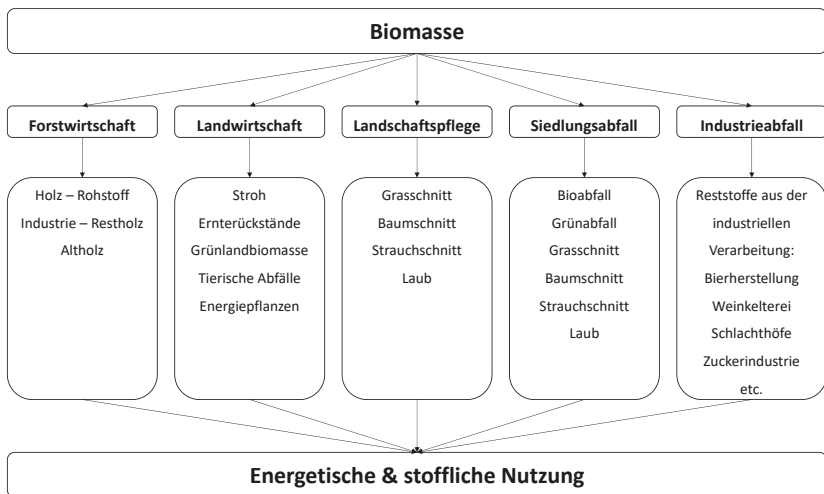 Biomasse
Forstwirtschaft
Landwirtschaft
Landschaftspflege
Siedlungsabfall
Industrieabfall
Holz – Rohstoff
Industrie – Restholz
Altholz
Stroh
Ernterückstände
Grünlandbiomasse
Tierische Abfälle
Energiepflanzen
Grasschnitt
Baumschnitt
Strauchschnitt
Laub
Bioabfall
Grünabfall
Grasschnitt
Baumschnitt
Strauchschnitt
Laub
Reststoffe aus der
industriellen
Verarbeitung:
Bierherstellung
Weinkelterei
Schlachthöfe
Zuckerindustrie
etc.
Energetische & stoffliche Nutzung